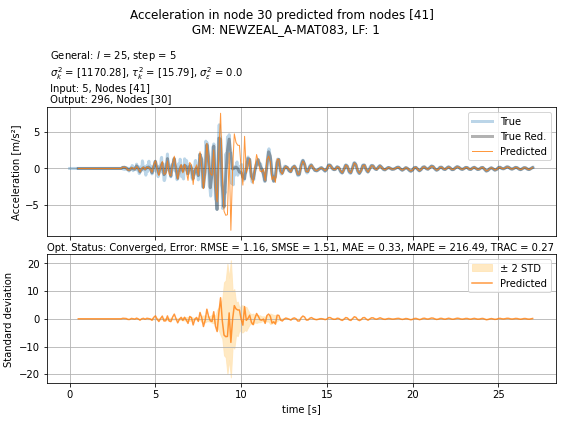 Acceleration in node 30 predicted from nodes [41]
GM: NEWZEAL_A-MAT083, LF: 1
General: l = 25, step = 5
σ²ₖ = [1170.28], τ²ₖ = [15.79], σ²ε = 0.0
Input: 5, Nodes [41]
Output: 296, Nodes [30]
Acceleration [m/s²]
5
0
−5
True
True Red.
Predicted
Opt. Status: Converged, Error: RMSE = 1.16, SMSE = 1.51, MAE = 0.33, MAPE = 216.49, TRAC = 0.27
Standard deviation
20
10
0
−10
−20
± 2 STD
Predicted
0 5 10 15 20 25
time [s]